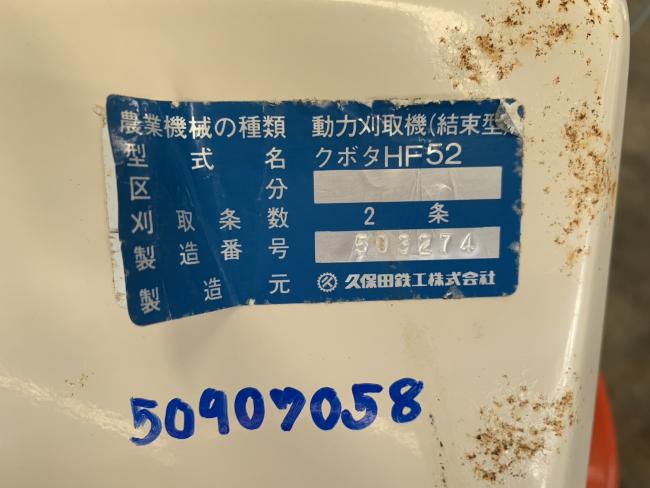 農業機械の種類 動力刈取機(結束型)
型式名 クボタHF52
区分
刈取条数 2条
製造番号 503274
製造元 久保田鉄工株式会社
50907058